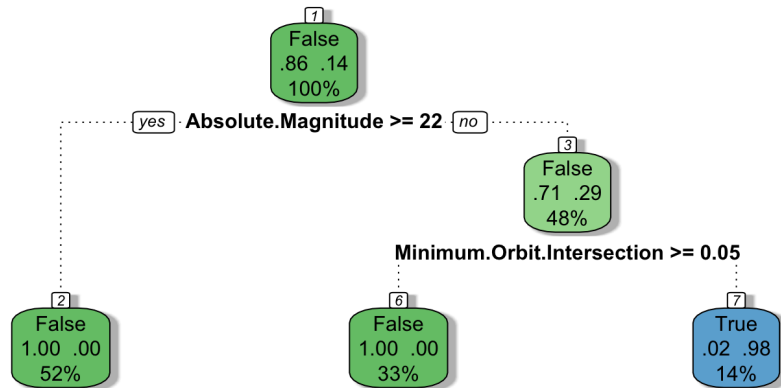 1
False
.86 .14
100%
yes Absolute.Magnitude >= 22 no
3
False
.71 .29
48%
Minimum.Orbit.Intersection >= 0.05
2
False
1.00 .00
52%
6
False
1.00 .00
33%
7
True
.02 .98
14%